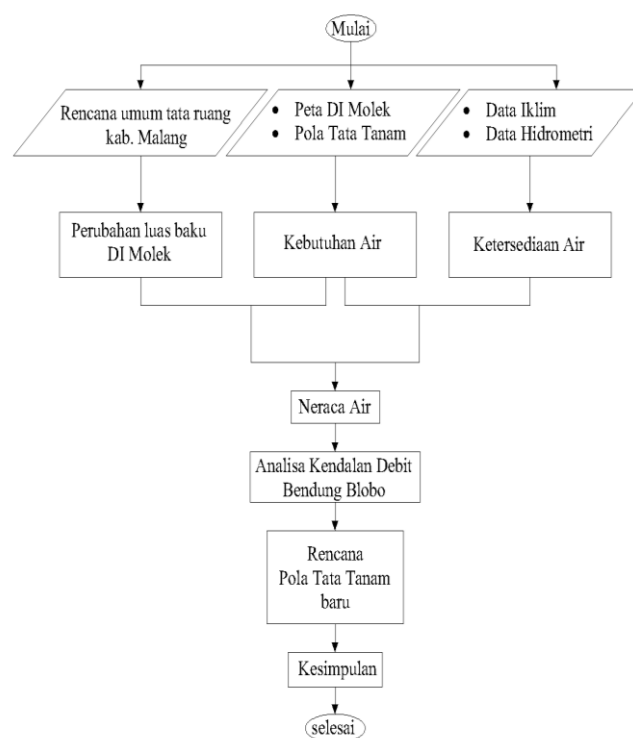 Mulai
Rencana umum tata ruang
kab. Malang
• Peta DI Molek
• Pola Tata Tanam
• Data Iklim
• Data Hidrometri
Perubahan luas baku
DI Molek
Kebutuhan Air
Ketersediaan Air
Neraca Air
Analisa Kendalan Debit
Bendung Blobo
Rencana
Pola Tata Tanam
baru
Kesimpulan
selesai